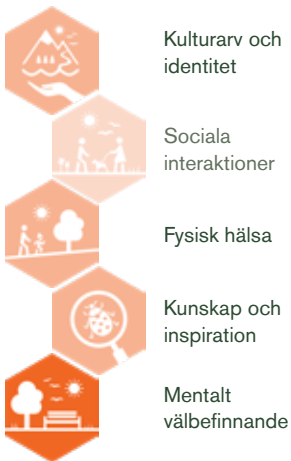 Kulturarv och
identitet
Sociala
interaktioner
Fysisk hälsa
Kunskap och
inspiration
Mentalt
välbefinnande